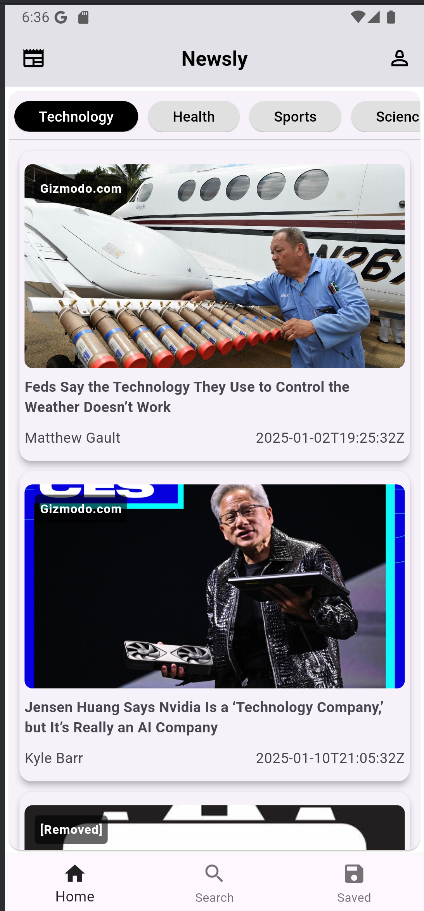 6:36
Newsly
Technology
Health
Sports
Scienc
Gizmodo.com
Feds Say the Technology They Use to Control the
Weather Doesn’t Work
Matthew Gault
2025-01-02T19:25:32Z
CES
Gizmodo.com
Jensen Huang Says Nvidia Is a ‘Technology Company,’
but It’s Really an AI Company
Kyle Barr
2025-01-10T21:05:32Z
[Removed]
Home
Search
Saved